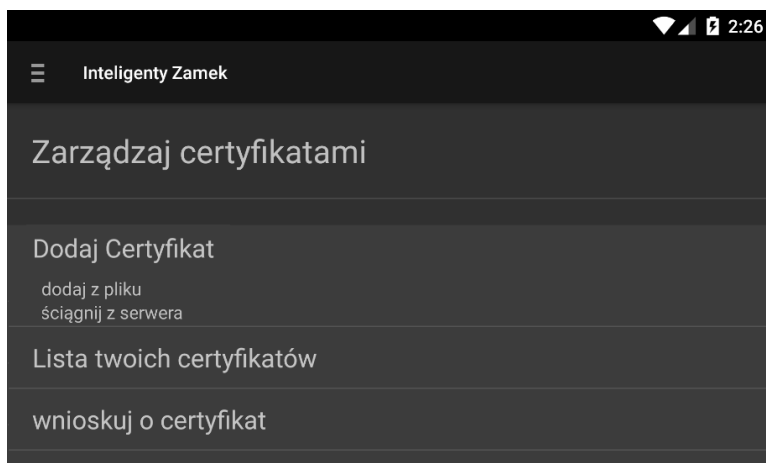 2:26
Inteligenty Zamek
Zarządzaj certyfikatami
Dodaj Certyfikat
dodaj z pliku
ściągnij z serwera
Lista twoich certyfikatów
wnioskuj o certyfikat